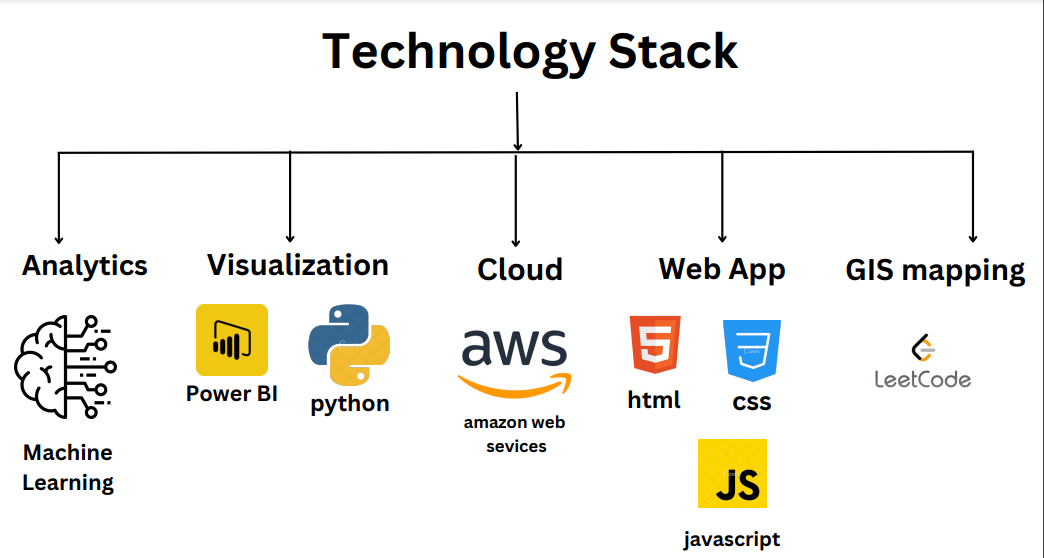 Technology Stack
Analytics
Visualization
Cloud
Web App
GIS mapping
Power BI
python
aws
amazon web
sevices
html
css
LeetCode
Machine
Learning
JS
javascript